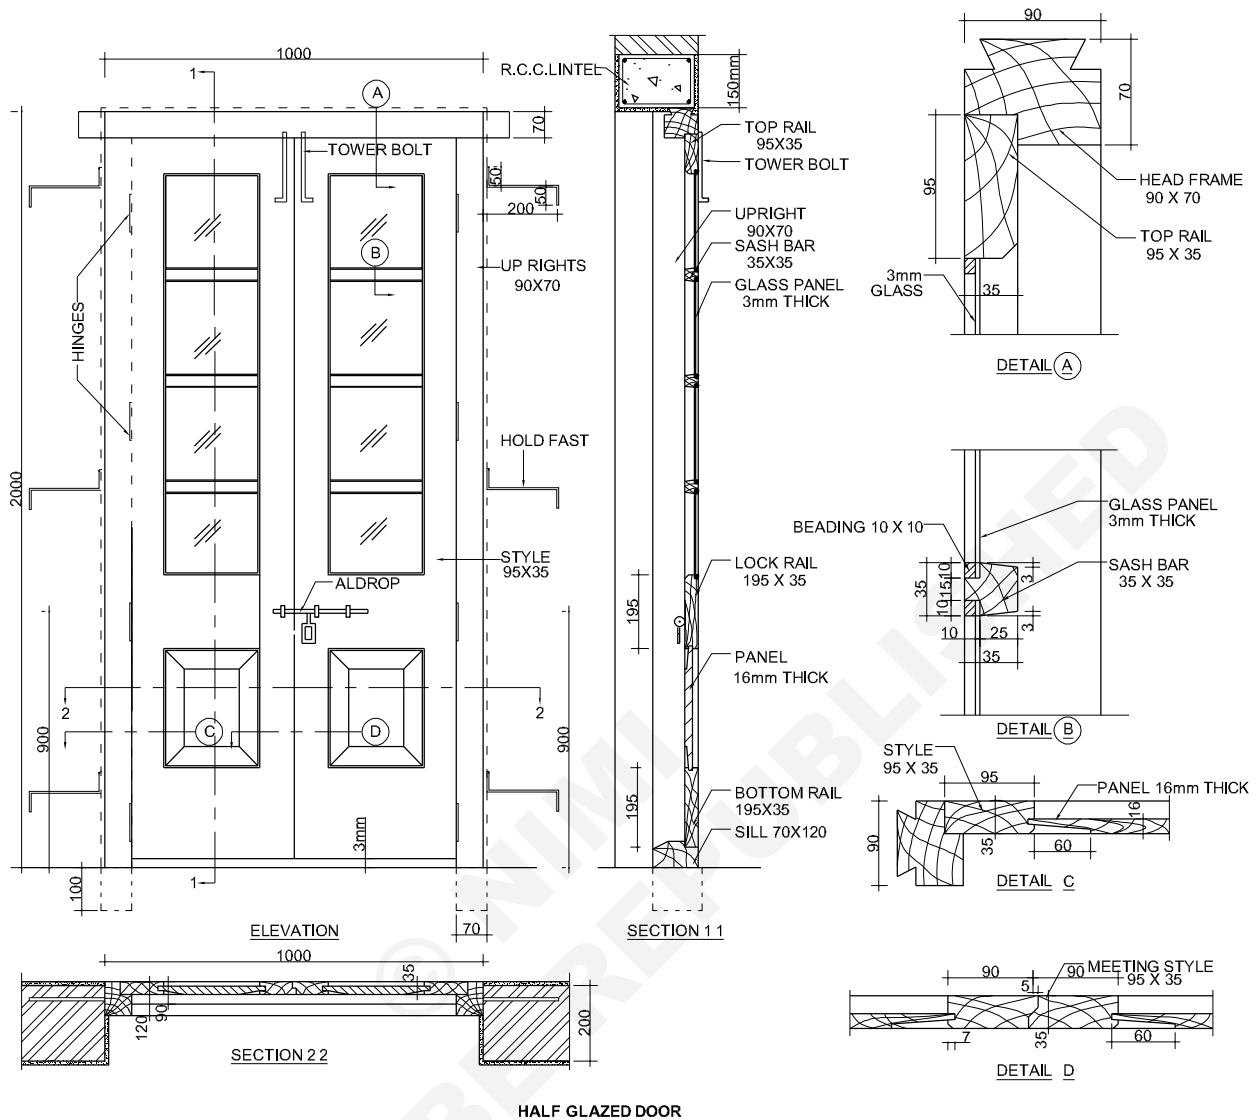 1000
1
A
70
TOWER BOLT
50
50
200
B
UP RIGHTS
90X70
HINGES
HOLD FAST
2000
STYLE
95X35
ALDROP
2
2
C
D
900
900
3mm
100
1
70
ELEVATION
R.C.C.LINTEL
150mm
TOP RAIL
95X35
TOWER BOLT
UPRIGHT
90X70
SASH BAR
35X35
GLASS PANEL
3mm THICK
LOCK RAIL
195 X 35
195
PANEL
16mm THICK
195
BOTTOM RAIL
195X35
SILL 70X120
SECTION 1 1
90
70
95
HEAD FRAME
90 X 70
TOP RAIL
95 X 35
3mm
GLASS
35
DETAIL A
GLASS PANEL
3mm THICK
BEADING 10 X 10
SASH BAR
35 X 35
35
10
15
10
3
3
10
25
35
DETAIL B
STYLE
95 X 35
95
PANEL 16mm THICK
16
90
35
60
DETAIL C
1000
35
90
120
200
SECTION 2 2
90
90
MEETING STYLE
95 X 35
5
7
35
60
DETAIL D
HALF GLAZED DOOR
© NIMI
BE REPUBLISHED